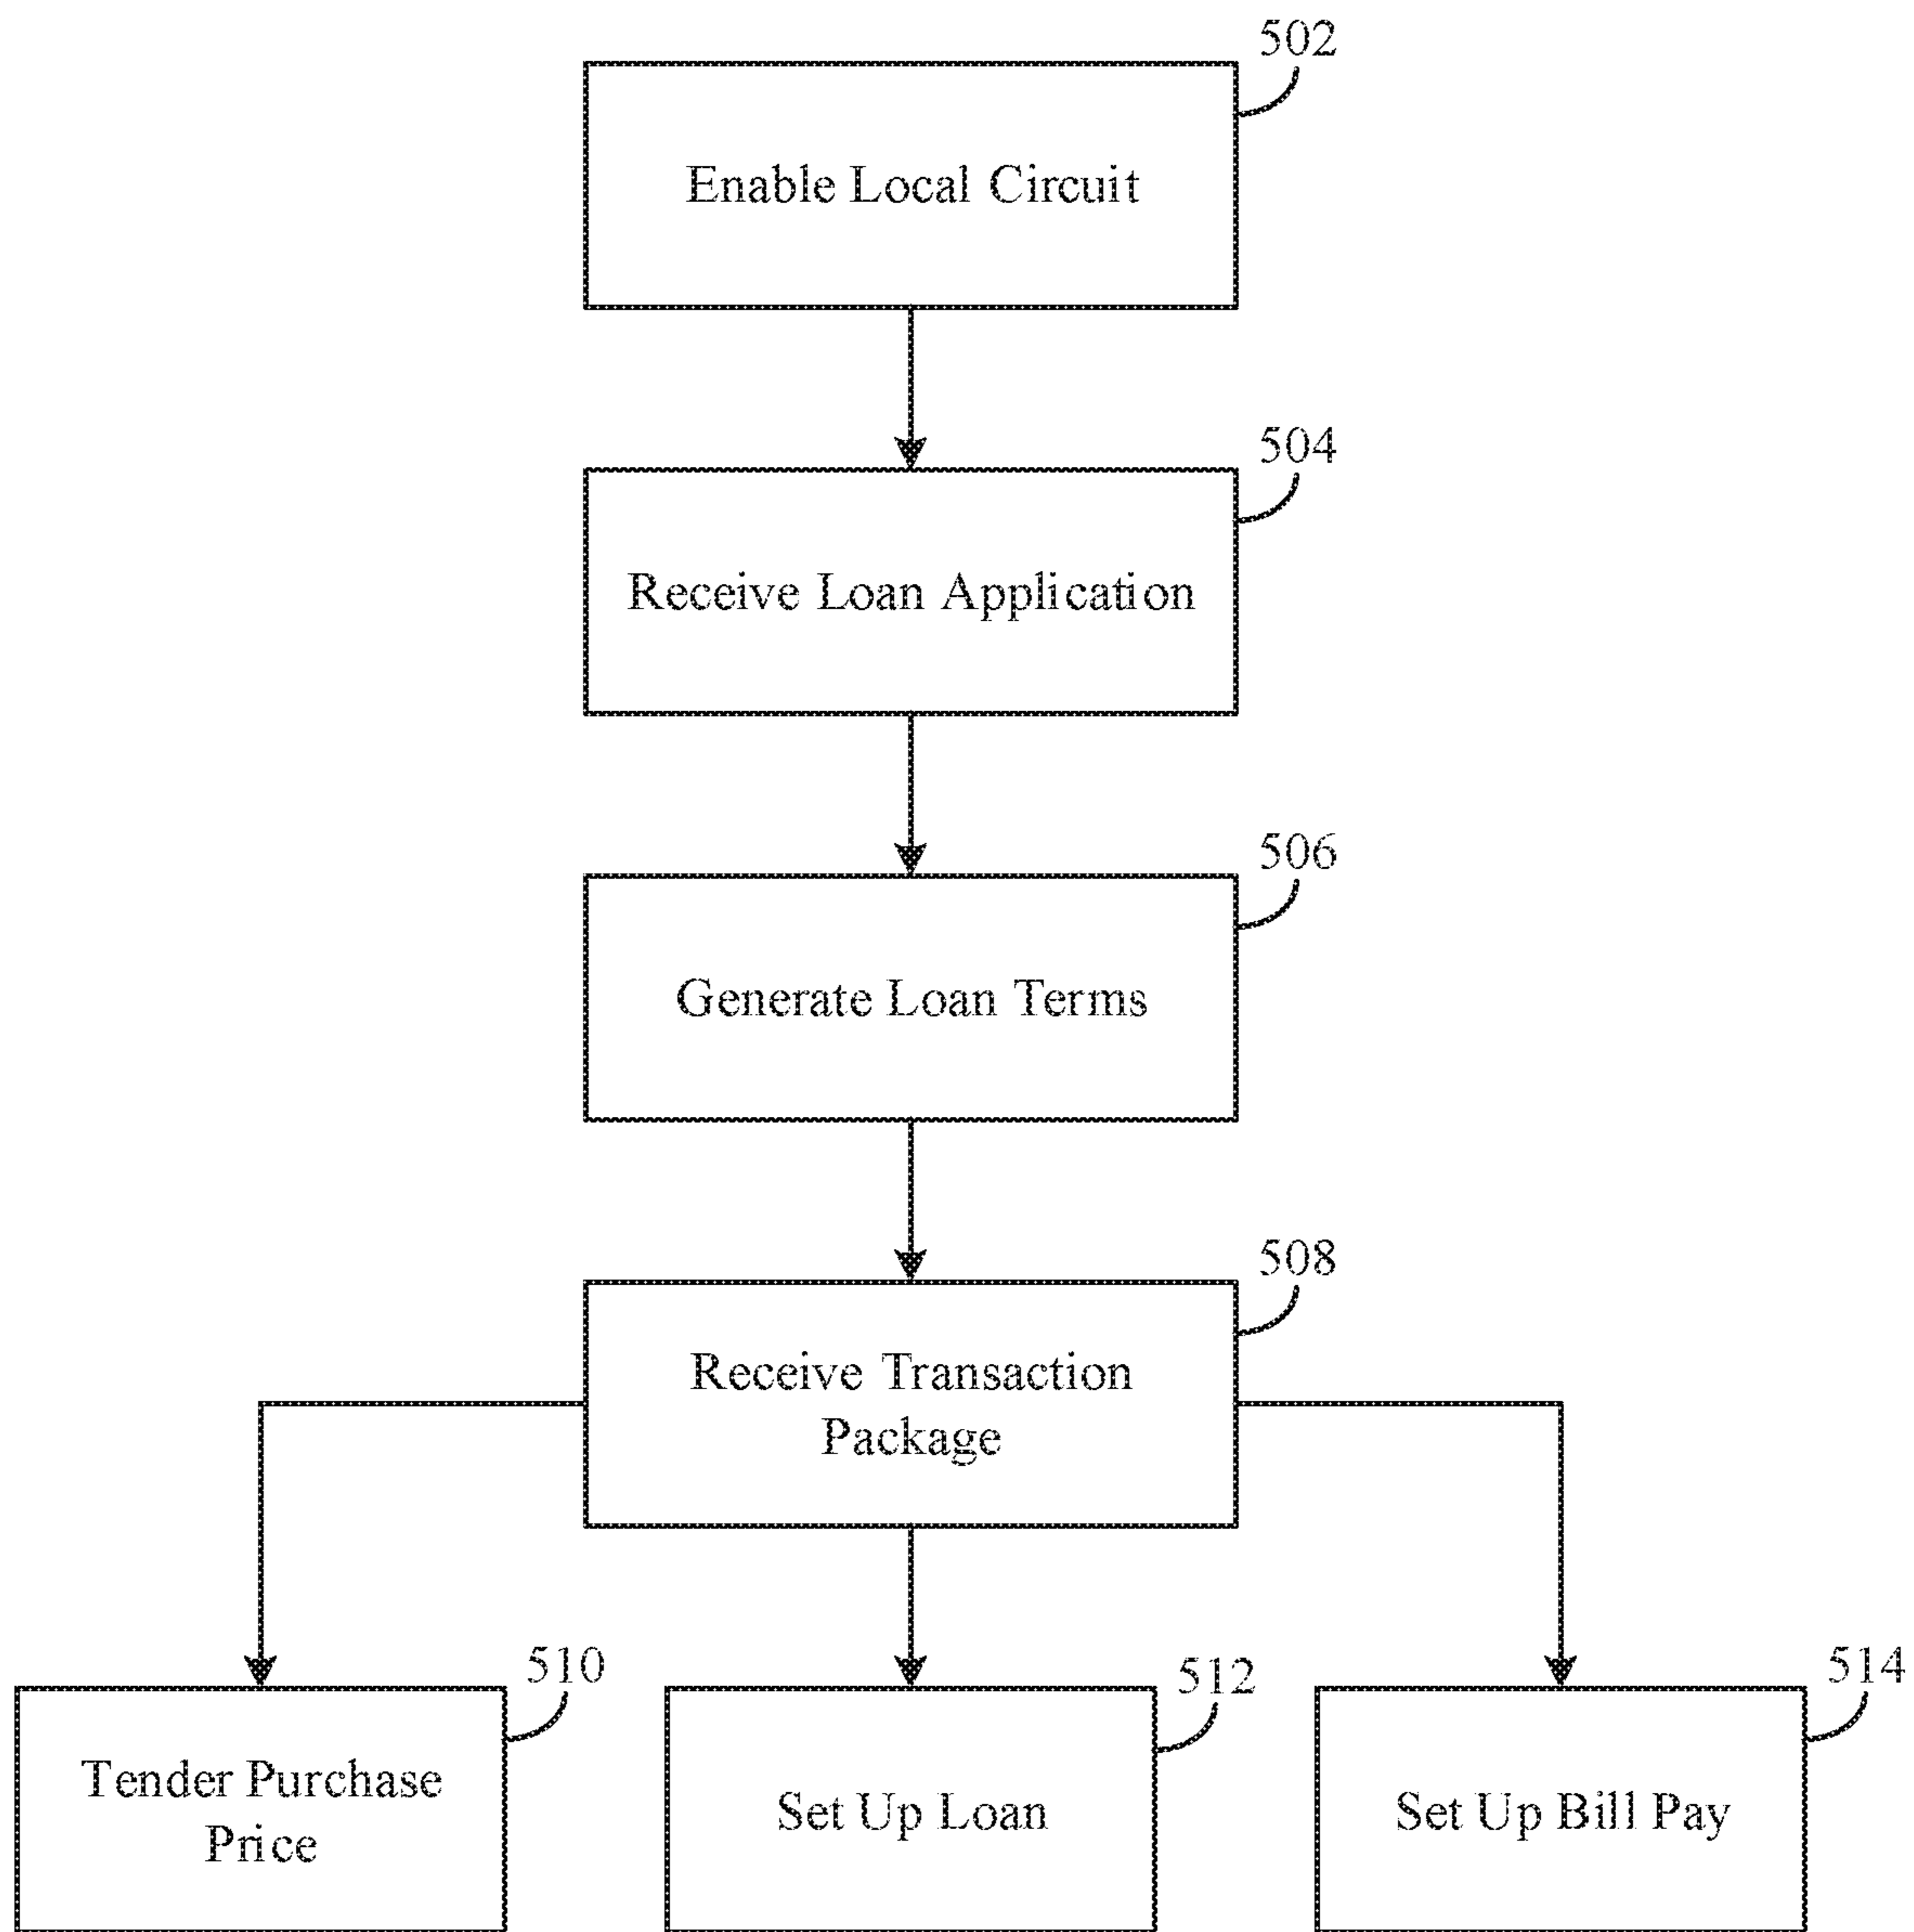 502
Enable Local Circuit
504
Receive Loan Application
506
Generate Loan Terms
508
Receive Transaction
Package
510
Tender Purchase
Price
512
Set Up Loan
514
Set Up Bill Pay